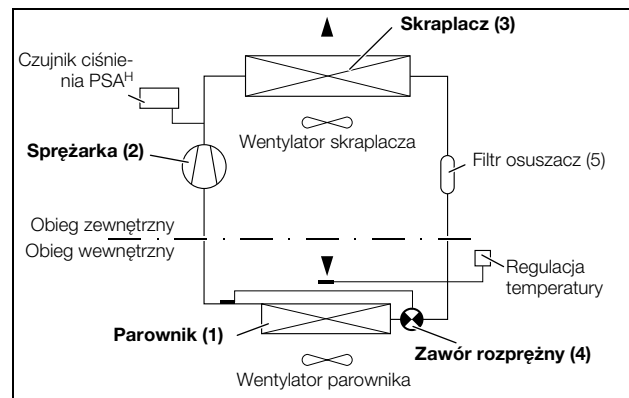 Skraplacz (3)
Czujnik ciśnie-
nia PSAᴴ
Wentylator skraplacza
Sprężarka (2)
Filtr osuszacz (5)
Obieg zewnętrzny
Obieg wewnętrzny
Regulacja
temperatury
Parownik (1)
Zawór rozprężny (4)
Wentylator parownika